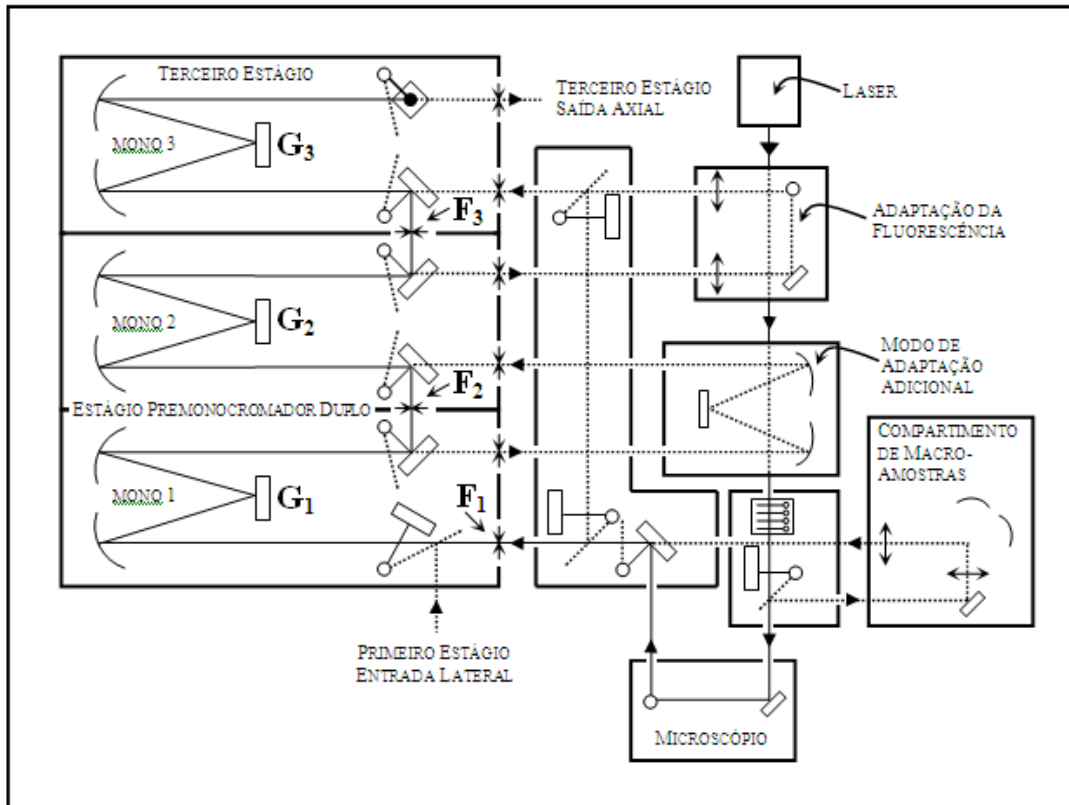 TERCEIRO ESTÁGIO
MONO 3
G3
F3
TERCEIRO ESTÁGIO
SAÍDA AXIAL
LASER
ADAPTAÇÃO DA
FLUORESCÊNCIA
MONO 2
G2
F2
ESTÁGIO PREMONOCROMADOR DUPLO
MODO DE
ADAPTAÇÃO
ADICIONAL
MONO 1
G1
F1
COMPARTIMENTO
DE MACRO-
AMOSTRAS
PRIMEIRO ESTÁGIO
ENTRADA LATERAL
MICROSCÓPIO